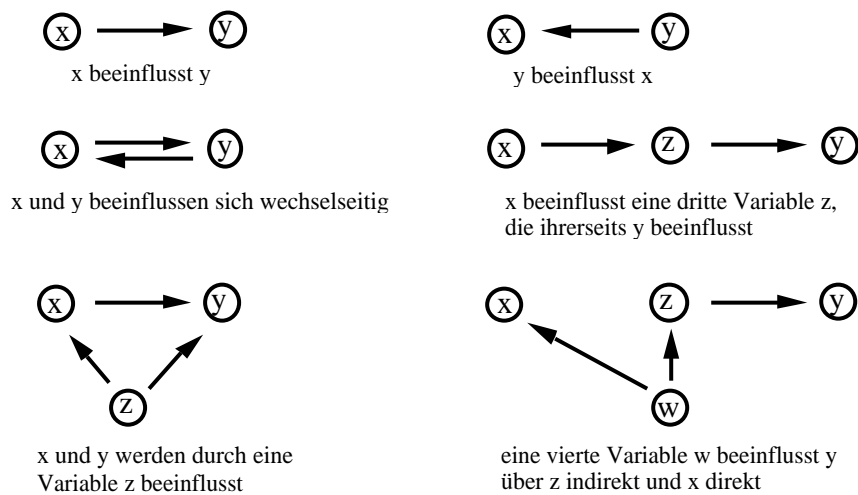 x y
x beeinflusst y
x y
y beeinflusst x
x y
x und y beeinflussen sich wechselseitig
x z y
x beeinflusst eine dritte Variable z,
die ihrerseits y beeinflusst
x y
z
x und y werden durch eine
Variable z beeinflusst
x z y
w
eine vierte Variable w beeinflusst y
über z indirekt und x direkt